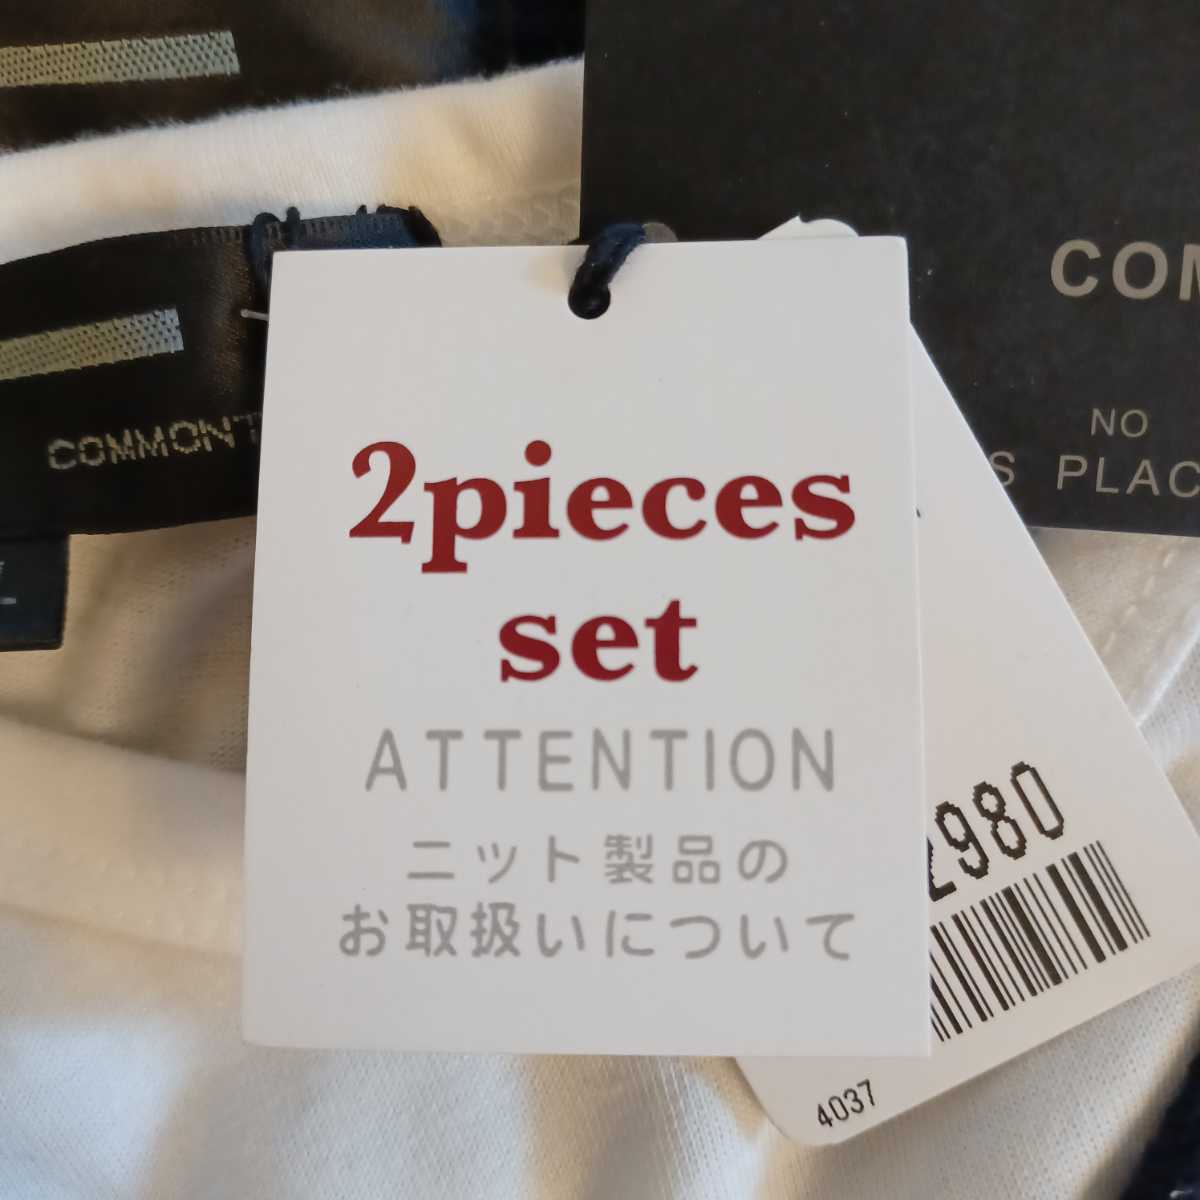 2pieces
set
ATTENTION
ニット製品の
お取扱いについて
COMMON
COM
NO
PLAC
2980
4037